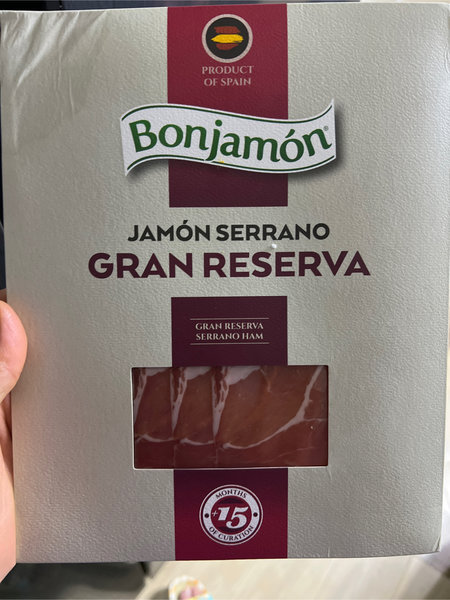 PRODUCT
OF SPAIN
Bonjamón®
JAMÓN SERRANO
GRAN RESERVA
GRAN RESERVA
SERRANO HAM
MONTHS
+15
OF CURATION